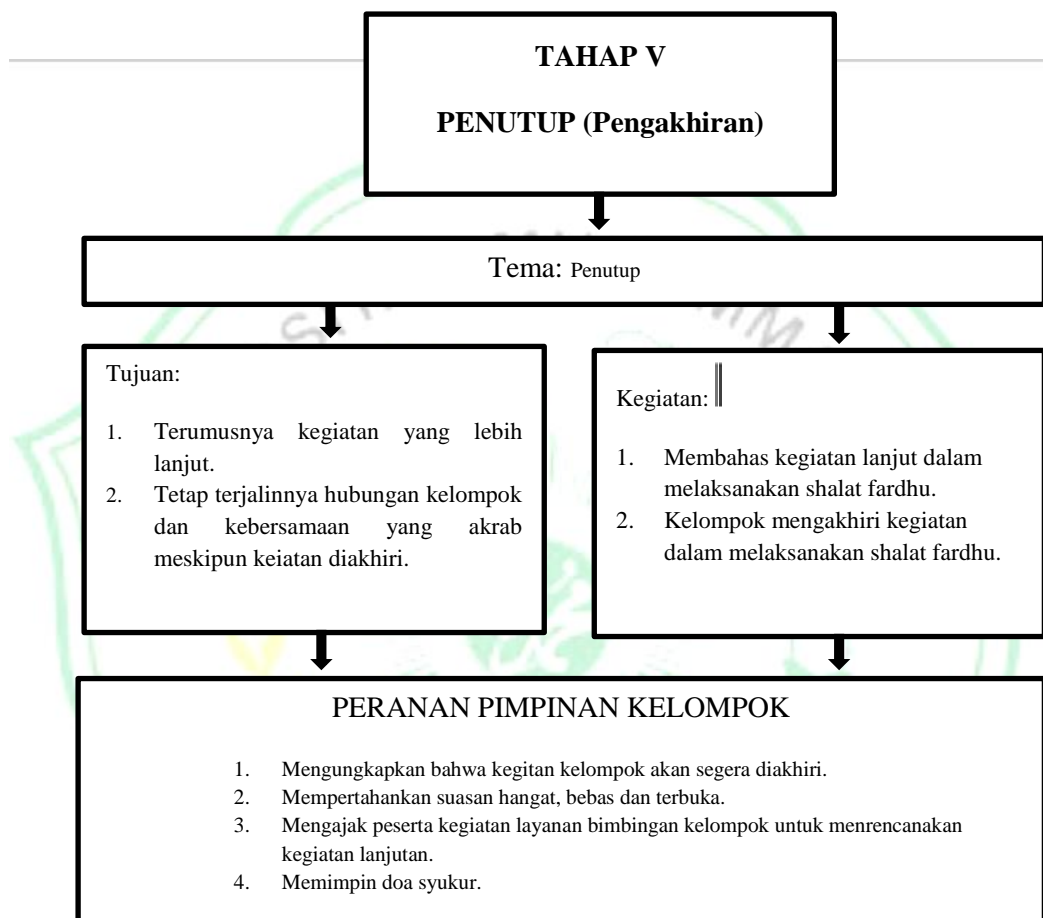 TAHAP V
PENUTUP (Pengakhiran)
Tema: Penutup
Tujuan:
1. Terumusnya kegiatan yang lebih
lanjut.
2. Tetap terjalinnya hubungan kelompok
dan kebersamaan yang akrab
meskipun keiatan diakhiri.
Kegiatan:
1. Membahas kegiatan lanjut dalam
melaksanakan shalat fardhu.
2. Kelompok mengakhiri kegiatan
dalam melaksanakan shalat fardhu.
PERANAN PIMPINAN KELOMPOK
1. Mengungkapkan bahwa kegitan kelompok akan segera diakhiri.
2. Mempertahankan suasan hangat, bebas dan terbuka.
3. Mengajak peserta kegiatan layanan bimbingan kelompok untuk menrencanakan
kegiatan lanjutan.
4. Memimpin doa syukur.